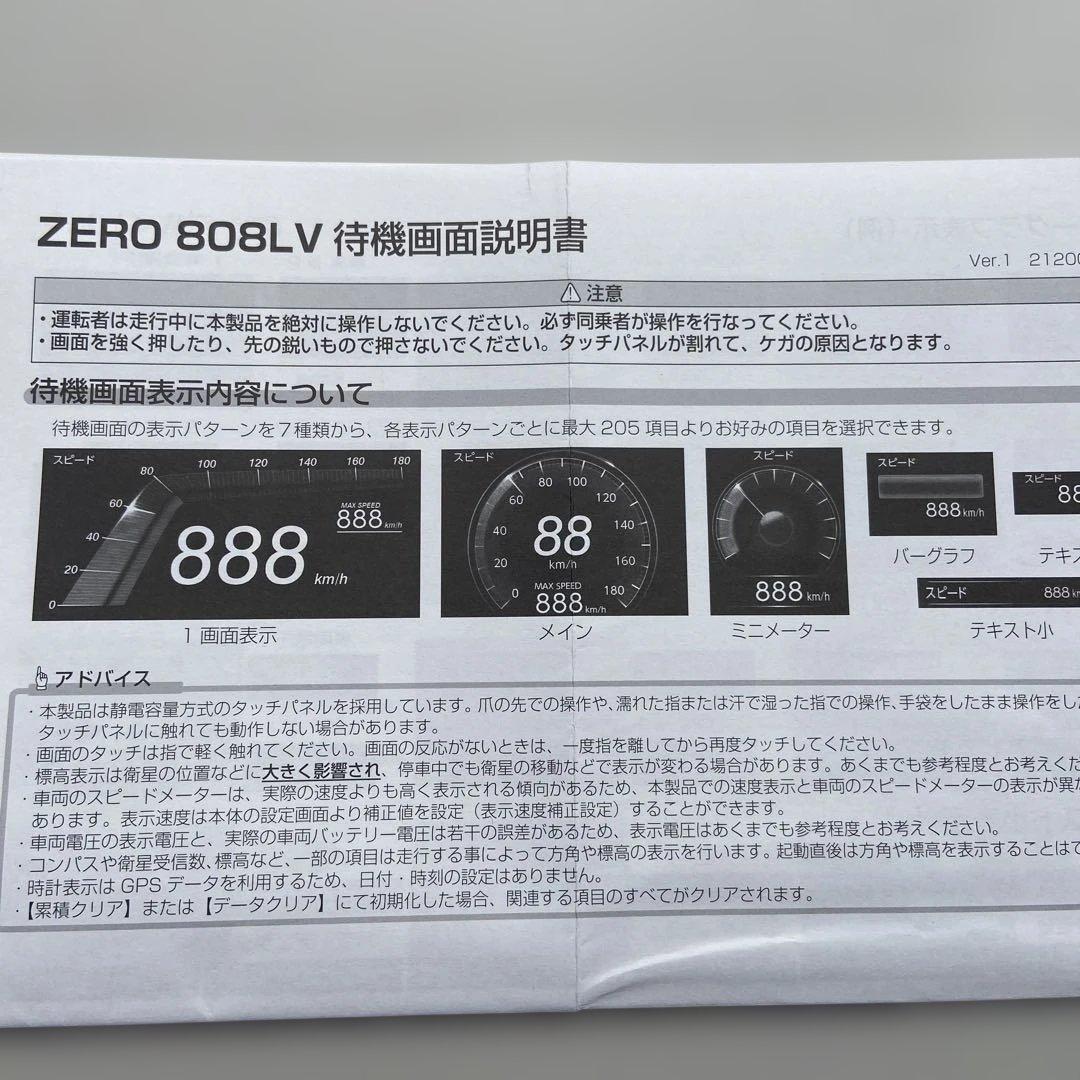 ZERO 808LV 待機画面説明書
Ver.1 2120
⚠ 注意
・運転者は走行中に本製品を絶対に操作しないでください。必ず同乗者が操作を行なってください。
・画面を強く押したり、先の鋭いもので押さないでください。タッチパネルが割れて、ケガの原因となります。
待機画面表示内容について
待機画面の表示パターンを7種類から、各表示パターンごとに最大 205 項目よりお好みの項目を選択できます。
スピード
0 20 40 60 80 100 120 140 160 180
MAX SPEED
888 km/h
888 km/h
1 画面表示
スピード
0 20 40 60 80 100 120 140 160 180
88
km/h
MAX SPEED
888 km/h
メイン
スピード
888 km/h
ミニメーター
スピード
888 km/h
バーグラフ
スピード
88
テキス
スピード 888
テキスト小
アドバイス
・本製品は静電容量方式のタッチパネルを採用しています。爪の先での操作や、濡れた指または汗で湿った指での操作、手袋をしたまま操作をし
タッチパネルに触れても動作しない場合があります。
・画面のタッチは指で軽く触れてください。画面の反応がないときは、一度指を離してから再度タッチしてください。
・標高表示は衛星の位置などに大きく影響され、停車中でも衛星の移動などで表示が変わる場合があります。あくまでも参考程度とお考えくだ
・車両のスピードメーターは、実際の速度よりも高く表示される傾向があるため、本製品での速度表示と車両のスピードメーターの表示が異
あります。表示速度は本体の設定画面より補正値を設定（表示速度補正設定）することができます。
・車両電圧の表示電圧と、実際の車両バッテリー電圧は若干の誤差があるため、表示電圧はあくまでも参考程度とお考えください。
・コンパスや衛星受信数、標高など、一部の項目は走行する事によって方角や標高の表示を行います。起動直後は方角や標高を表示することはで
・時計表示は GPS データを利用するため、日付・時刻の設定はありません。
・【累積クリア】または【データクリア】にて初期化した場合、関連する項目のすべてがクリアされます。